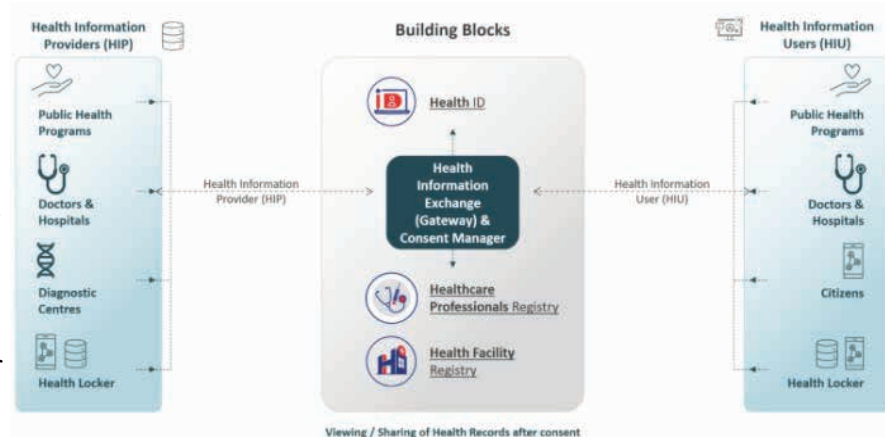 Health Information
Providers (HIP)
Public Health
Programs
Doctors &
Hospitals
Diagnostic
Centres
Health Locker
Health Information
Provider (HIP)
Building Blocks
Health ID
Health
Information
Exchange
(Gateway) &
Consent Manager
Healthcare
Professionals Registry
Health Facility
Registry
Viewing / Sharing of Health Records after consent
Health Information
User (HIU)
Health Information
Users (HIU)
Public Health
Programs
Doctors &
Hospitals
Citizens
Health Locker